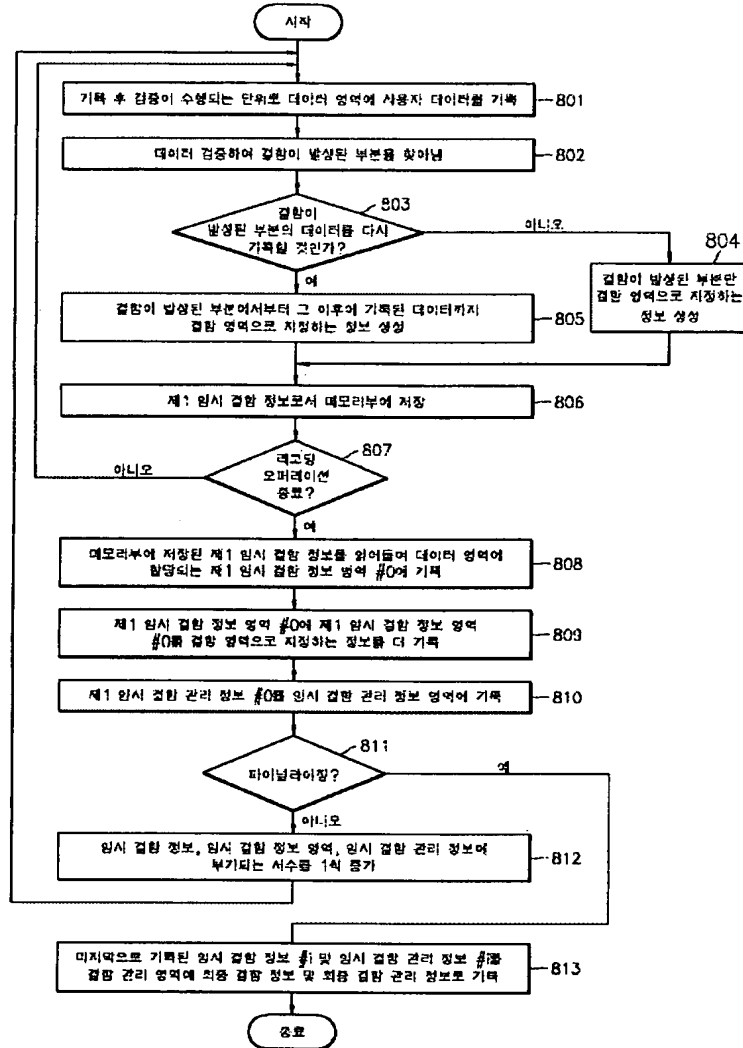 시작
기록 후 검증이 수행되는 단위로 데이터 영역에 사용자 데이터를 기록
801
데이터 검증하여 결함이 발생된 부분을 찾아냄
802
결함이
발생된 부분의 데이터를 다시
기록할 것인가?
803
아니오
예
결함이 발생된 부분만
결함 영역으로 지정하는
정보 생성
804
결함이 발생된 부분에서부터 그 이후에 기록된 데이터까지
결함 영역으로 지정하는 정보 생성
805
제1 임시 결함 정보로서 메모리부에 저장
806
레코딩
오퍼레이션
종료?
807
아니오
예
메모리부에 저장된 제1 임시 결함 정보를 읽어들여 데이터 영역에
할당되는 제1 임시 결함 정보 영역 #0에 기록
808
제1 임시 결함 정보 영역 #0에 제1 임시 결함 정보 영역
#0를 결함 영역으로 지정하는 정보를 더 기록
809
제1 임시 결함 관리 정보 #0를 임시 결함 관리 정보 영역에 기록
810
파이널라이징?
811
예
아니오
임시 결함 정보, 임시 결함 정보 영역, 임시 결함 관리 정보에
부기되는 서수를 1씩 증가
812
마지막으로 기록된 임시 결함 정보 #i 및 임시 결함 관리 정보 #i를
결함 관리 영역에 최종 결함 정보 및 최종 결함 관리 정보로 기록
813
종료